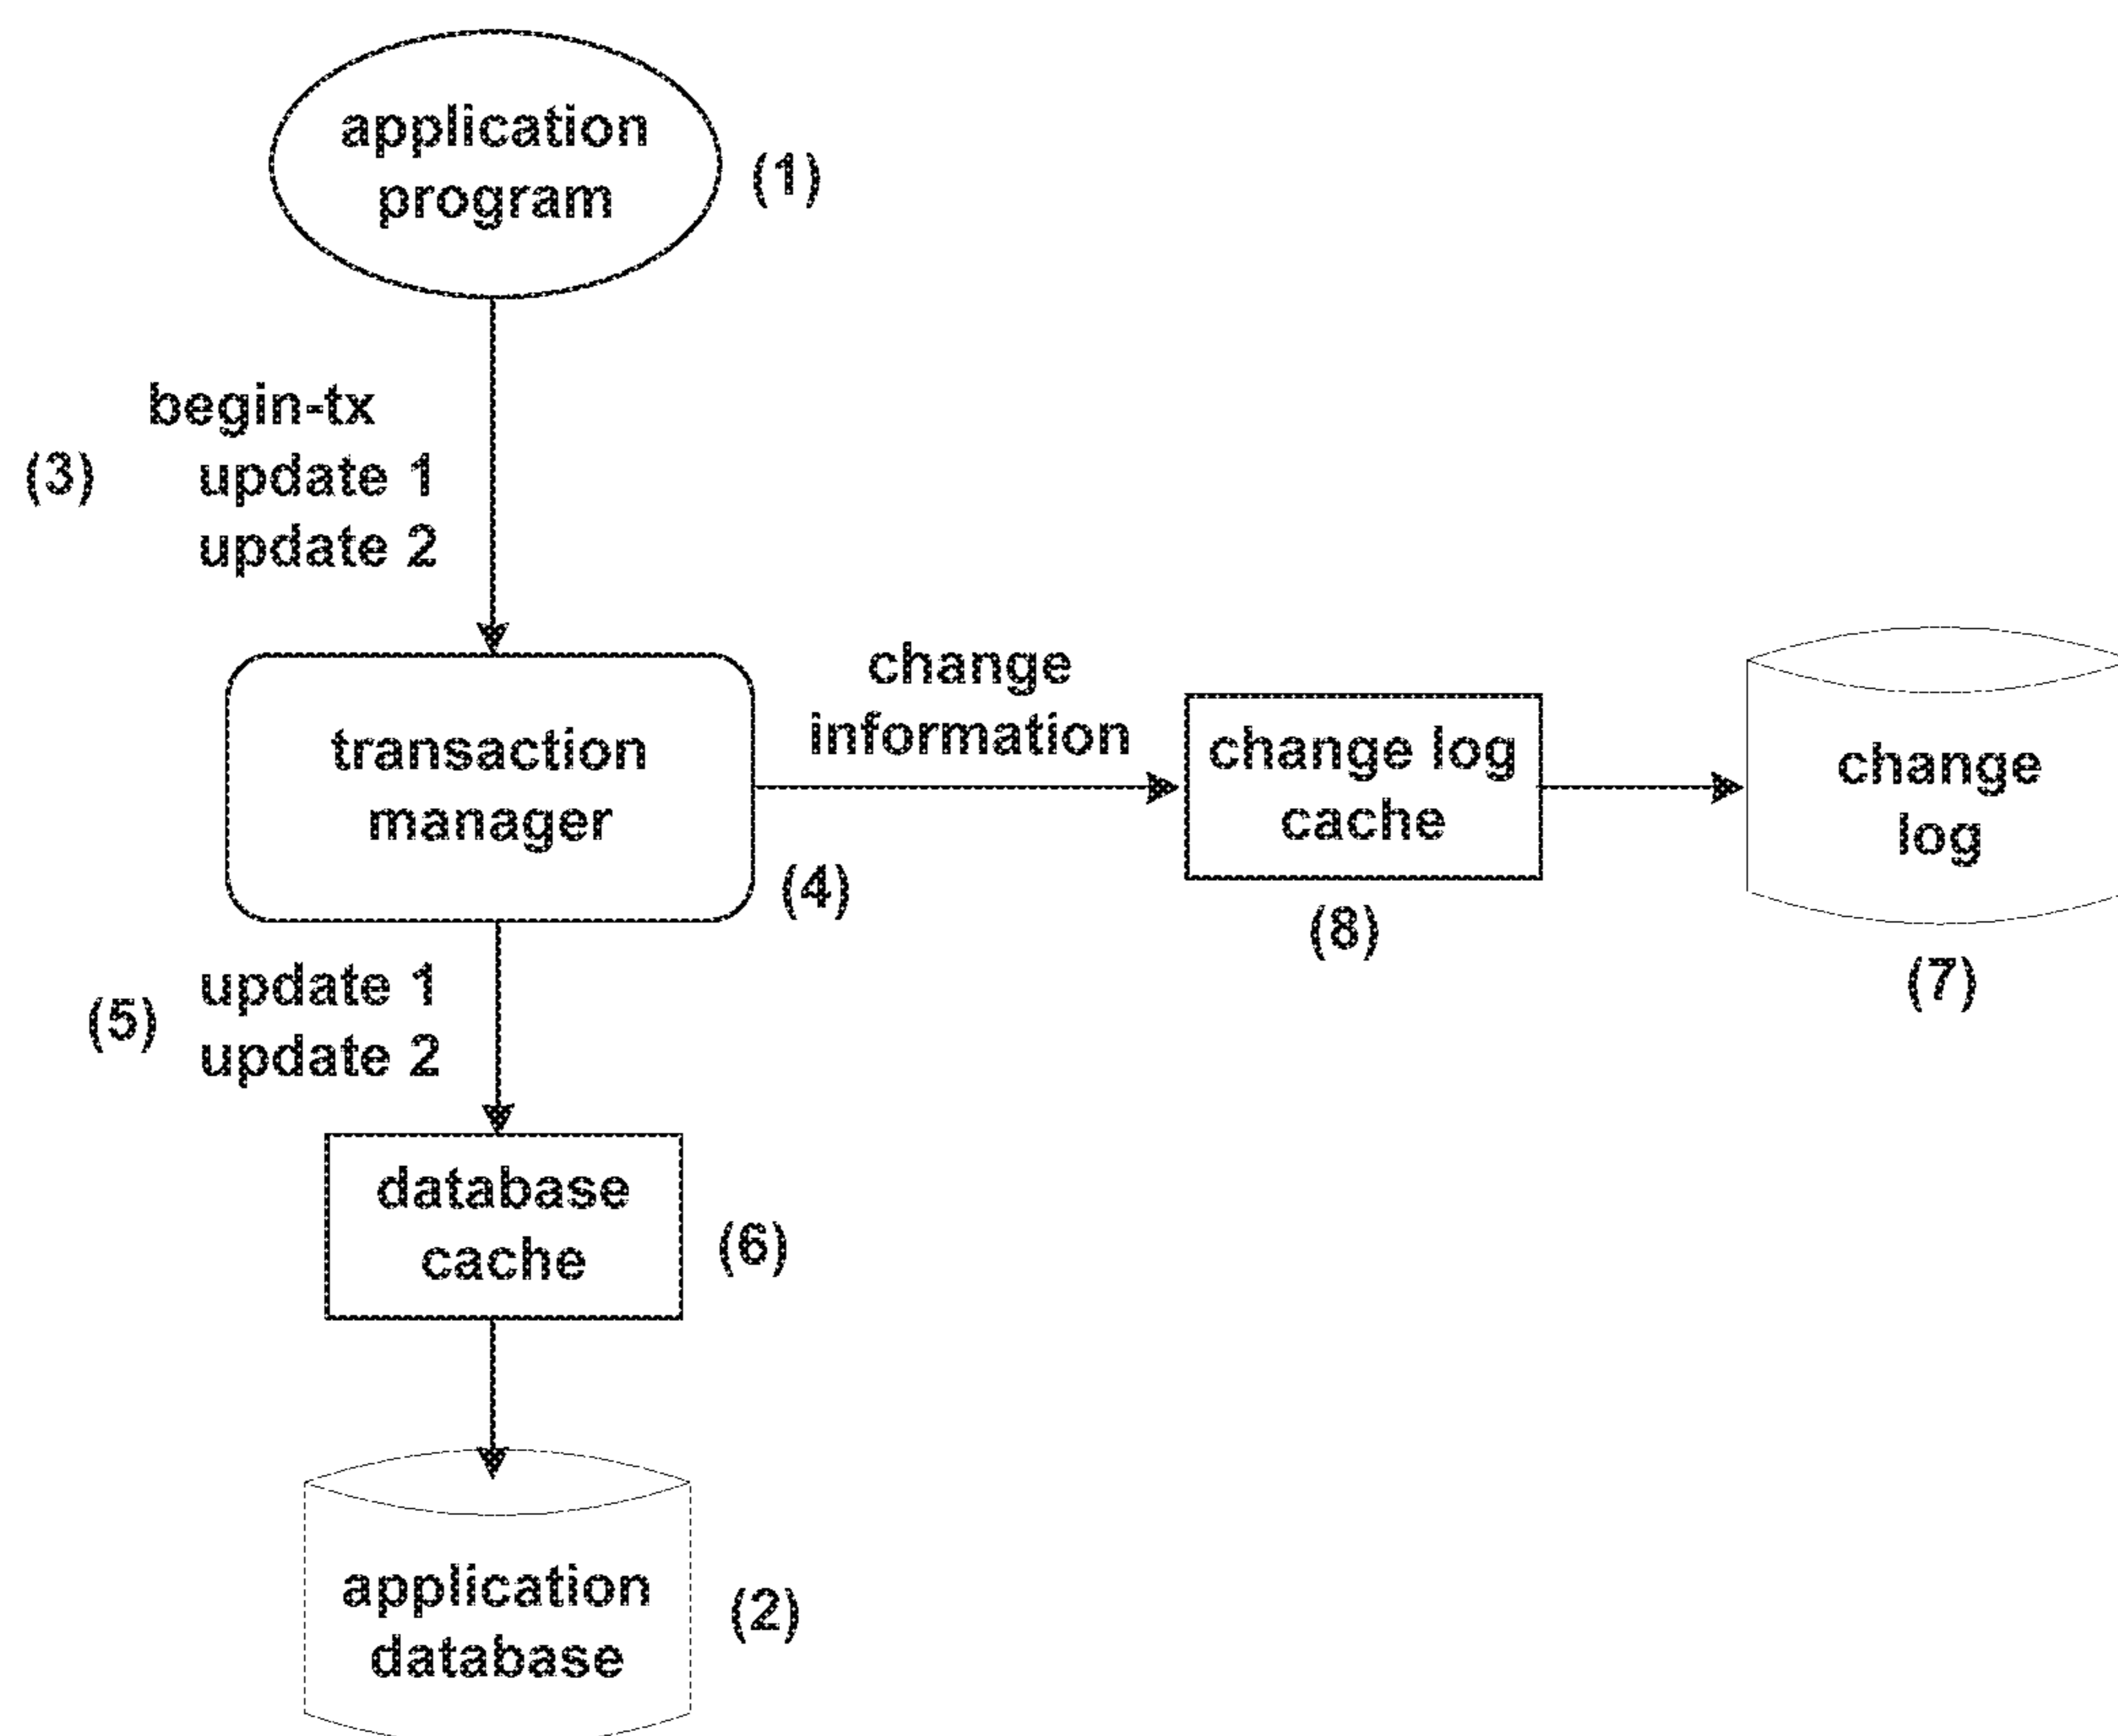 application
program
(1)
begin-tx
(3)
update 1
update 2
transaction
manager
(4)
change
information
change log
cache
(8)
change
log
(7)
(5)
update 1
update 2
database
cache
(6)
application
database
(2)